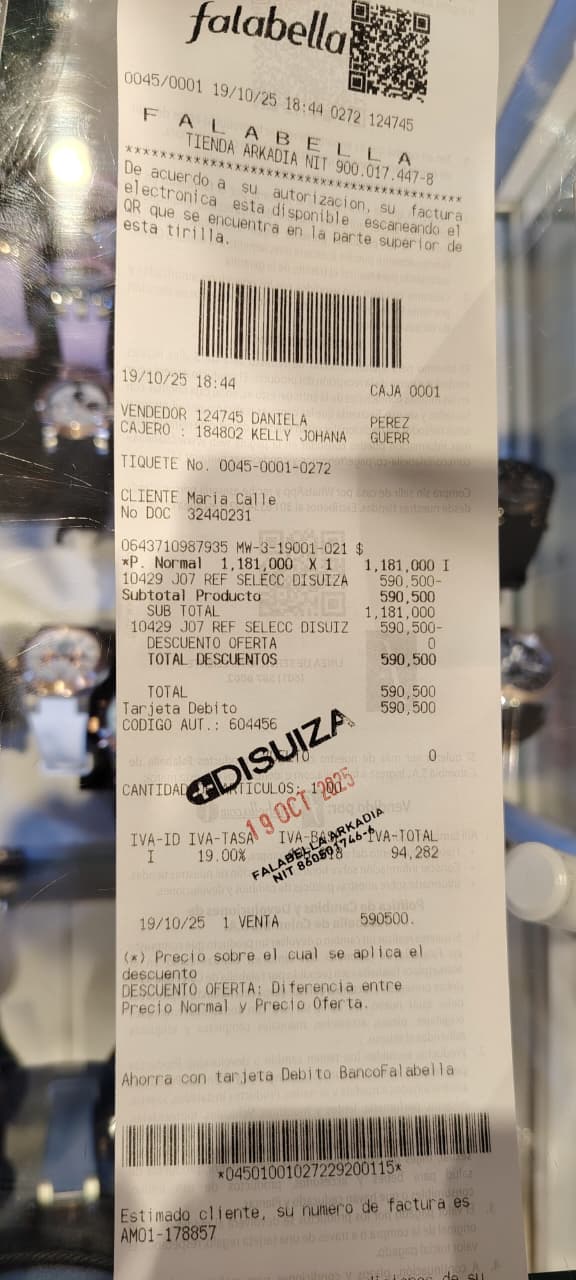 falabella
0045/0001 19/10/25 18:44 0272 124745
F A L A B E L L A
TIENDA ARKADIA NIT 900.017.447-8
****************************************
De acuerdo a su autorizacion, su factura
electronica esta disponible escaneando el
QR que se encuentra en la parte superior de
esta tirilla.
19/10/25 18:44 CAJA 0001
VENDEDOR 124745 DANIELA PEREZ
CAJERO : 184802 KELLY JOHANA GUERR
TIQUETE No. 0045-0001-0272
CLIENTE Maria Calle
No DOC 32440231
0643710987935 MW-3-19001-021 $
*P. Normal 1,181,000 X 1 1,181,000 I
10429 J07 REF SELECC DISUIZA 590,500-
Subtotal Producto 590,500
SUB TOTAL 1,181,000
10429 J07 REF SELECC DISUIZ 590,500-
DESCUENTO OFERTA 0
TOTAL DESCUENTOS 590,500
TOTAL 590,500
Tarjeta Debito 590,500
CODIGO AUT.: 604456
0
DISUIZA
CANTIDAD ARTICULOS:
19 OCT 2025
FALABELLA ARKADIA
NIT 860501746-6
IVA-ID IVA-TASA IVA-TOTAL
I 19.00% 94,282
19/10/25 1 VENTA 590500.
(*) Precio sobre el cual se aplica el
descuento
DESCUENTO OFERTA: Diferencia entre
Precio Normal y Precio Oferta.
Ahorra con tarjeta Debito BancoFalabella
*04501001027229200115*
Estimado cliente, su numero de factura es
AM01-178857